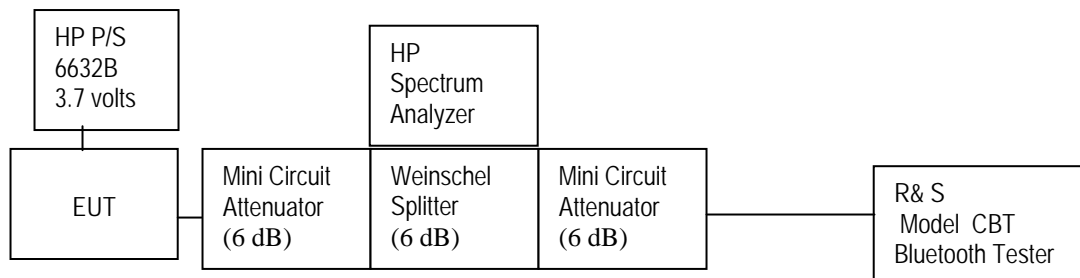 HP P/S
6632B
3.7 volts
HP
Spectrum
Analyzer
EUT
Mini Circuit
Attenuator
(6 dB)
Weinschel
Splitter
(6 dB)
Mini Circuit
Attenuator
(6 dB)
R& S
Model CBT
Bluetooth Tester